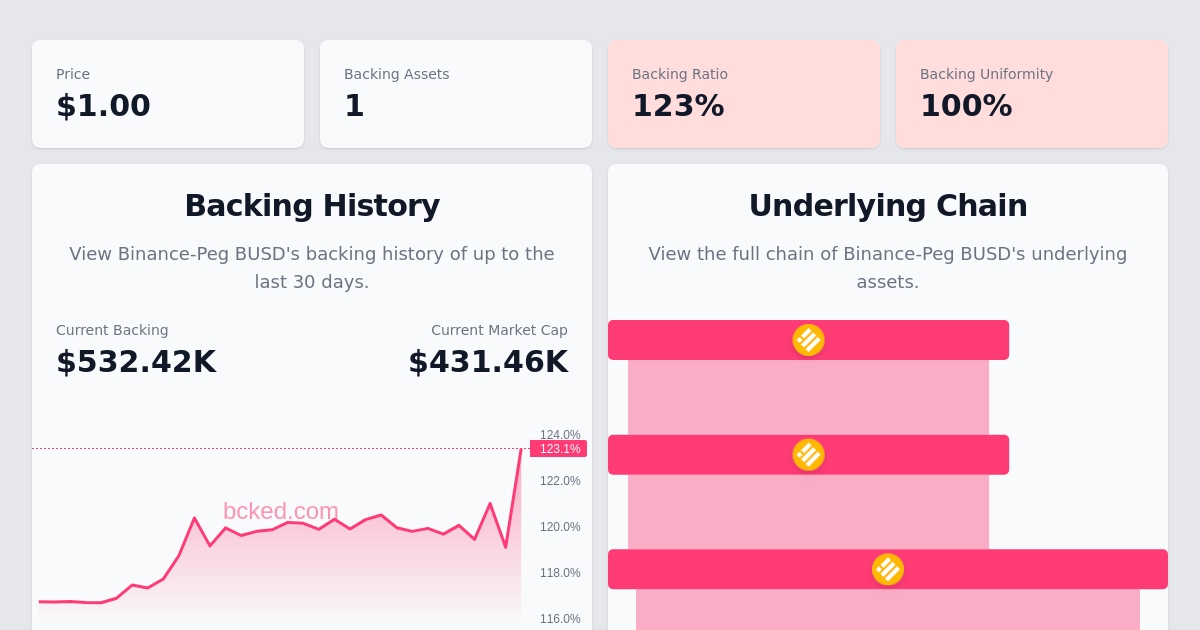 Price
$1.00
Backing Assets
1
Backing Ratio
123%
Backing Uniformity
100%
Backing History
View Binance-Peg BUSD's backing history of up to the
last 30 days.
Current Backing
$532.42K
Current Market Cap
$431.46K
124.0%
123.1%
122.0%
120.0%
118.0%
116.0%
bcked.com
Underlying Chain
View the full chain of Binance-Peg BUSD's underlying
assets.